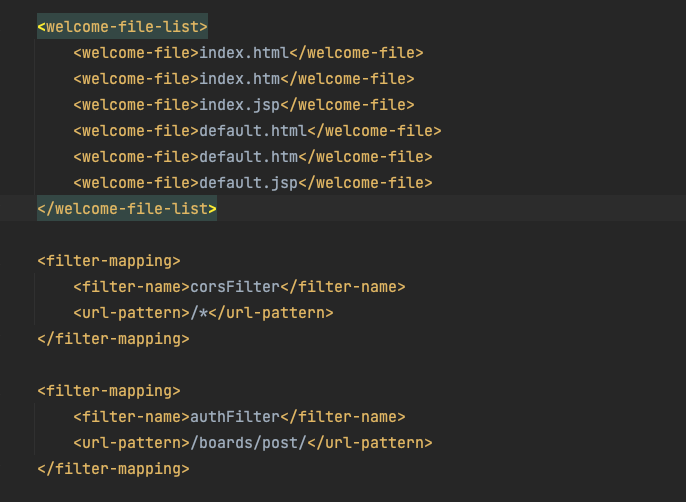 <welcome-file-list>
<welcome-file>index.html</welcome-file>
<welcome-file>index.htm</welcome-file>
<welcome-file>index.jsp</welcome-file>
<welcome-file>default.html</welcome-file>
<welcome-file>default.htm</welcome-file>
<welcome-file>default.jsp</welcome-file>
</welcome-file-list>
<filter-mapping>
<filter-name>corsFilter</filter-name>
<url-pattern>/*</url-pattern>
</filter-mapping>
<filter-mapping>
<filter-name>authFilter</filter-name>
<url-pattern>/boards/post/</url-pattern>
</filter-mapping>